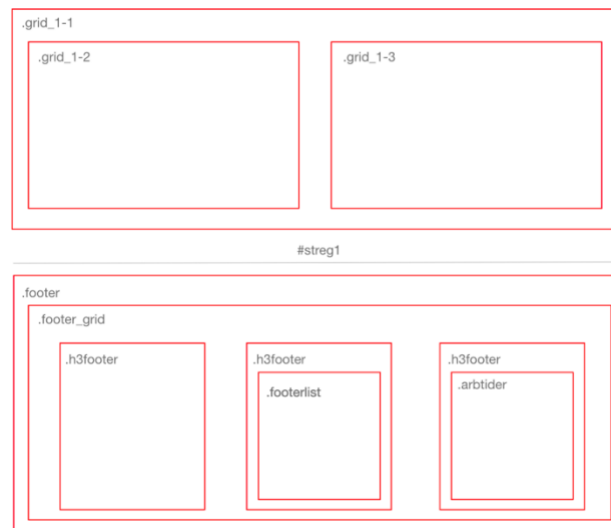 .grid_1-1
.grid_1-2
.grid_1-3
#streg1
.footer
.footer_grid
.h3footer
.h3footer
.h3footer
.footerlist
.arbtider